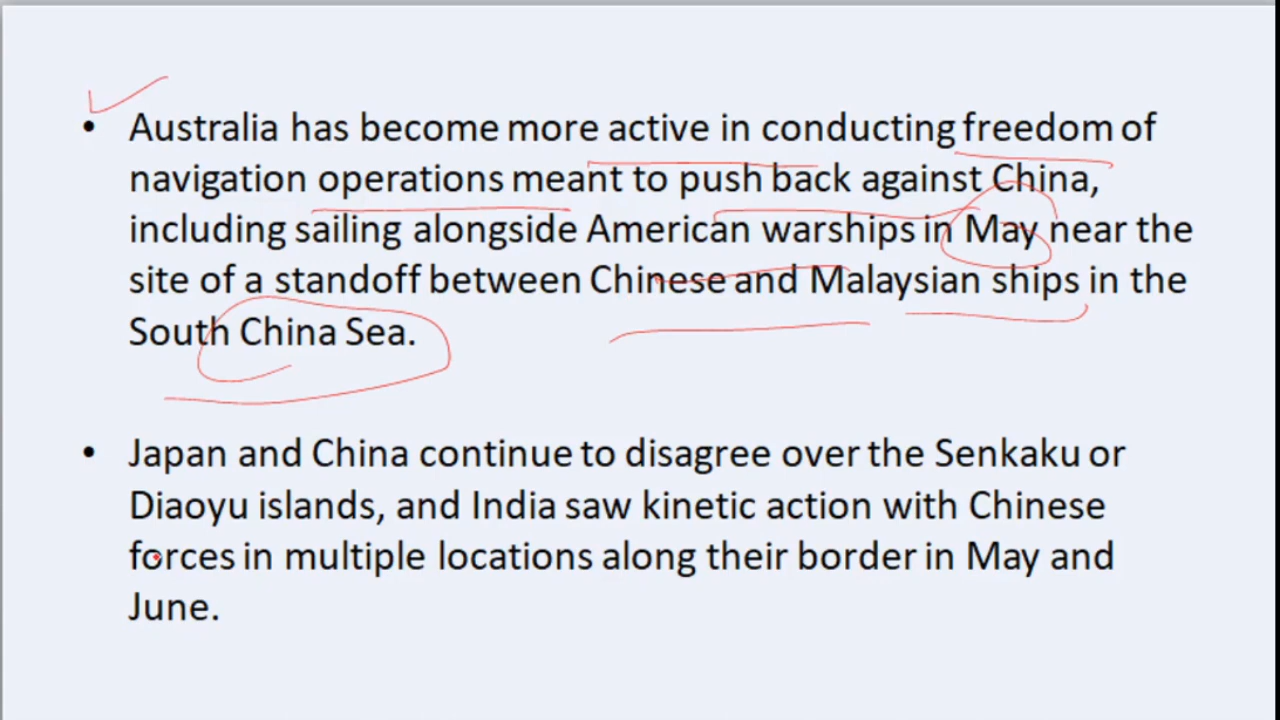 • Australia has become more active in conducting freedom of
navigation operations meant to push back against China,
including sailing alongside American warships in May near the
site of a standoff between Chinese and Malaysian ships in the
South China Sea.
• Japan and China continue to disagree over the Senkaku or
Diaoyu islands, and India saw kinetic action with Chinese
forces in multiple locations along their border in May and
June.